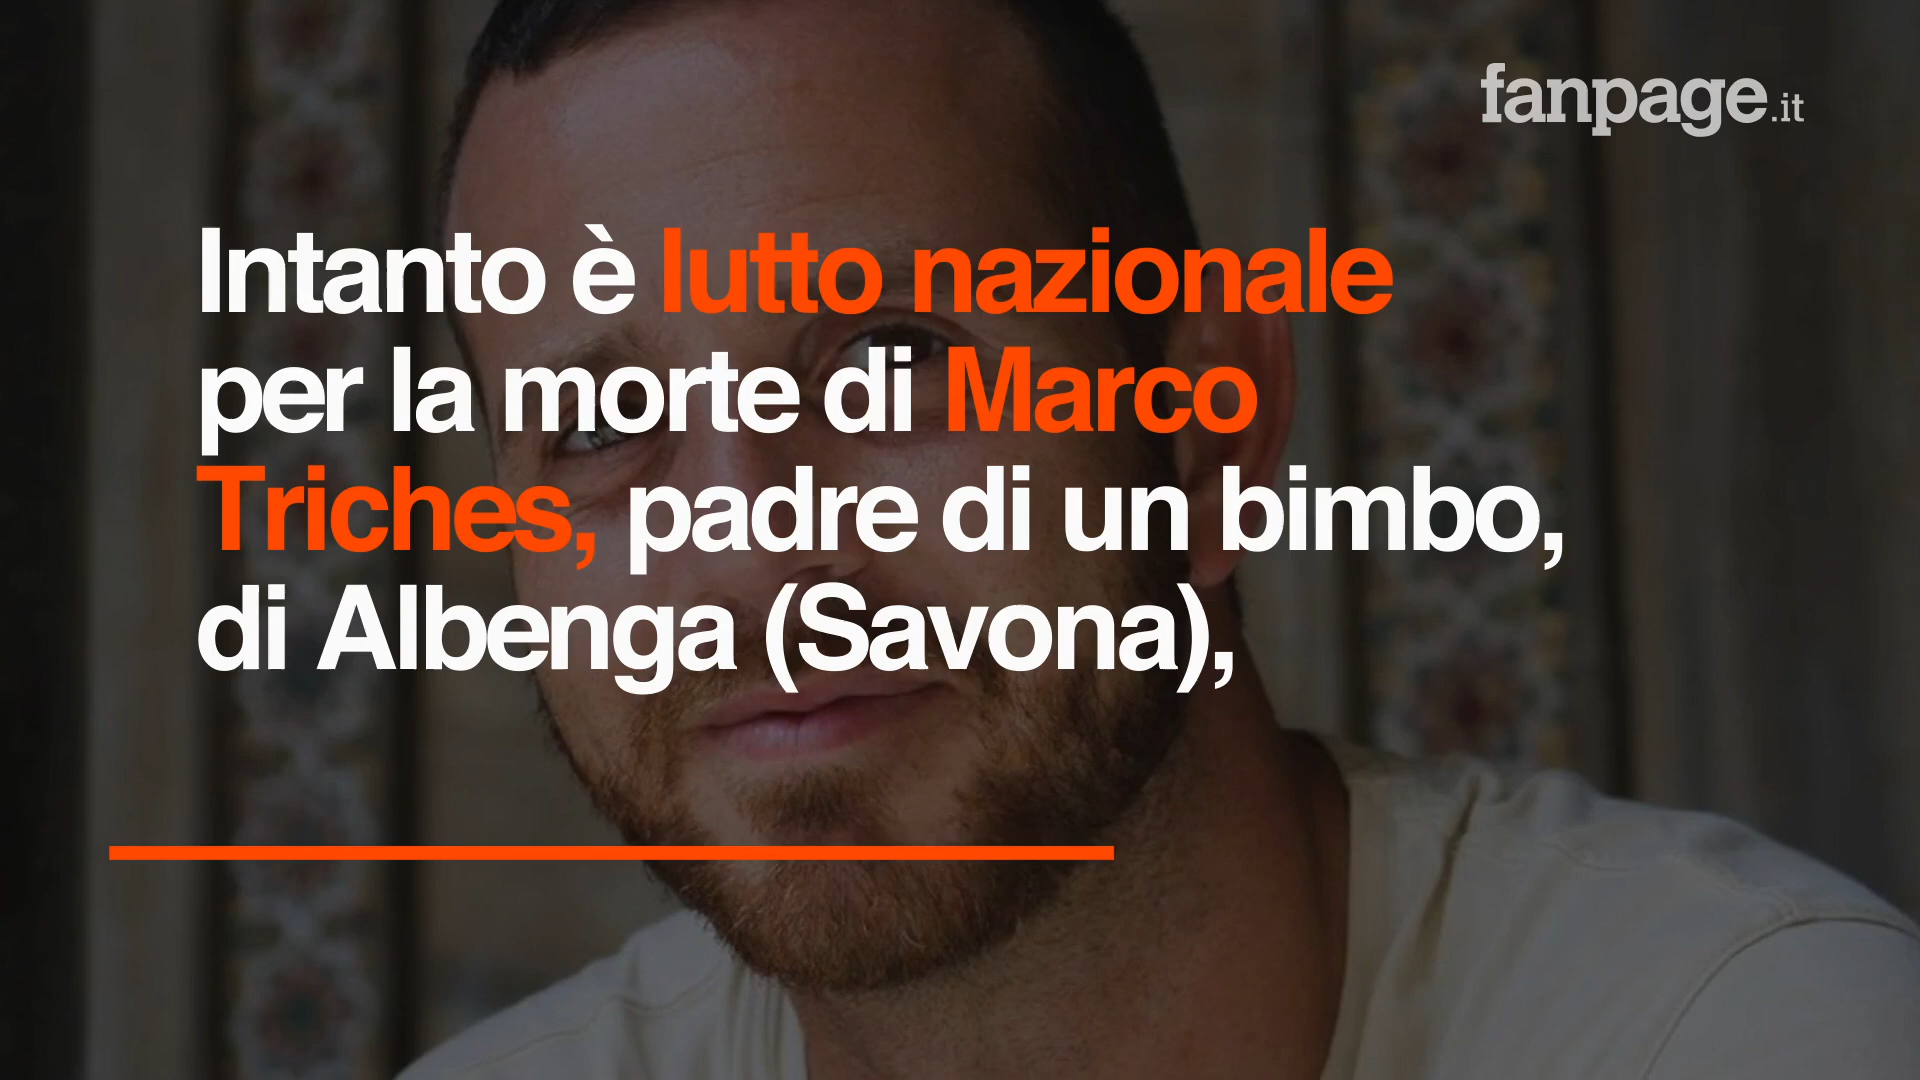 fanpage.it
Intanto è lutto nazionale
per la morte di Marco
Triches, padre di un bimbo,
di Albenga (Savona),